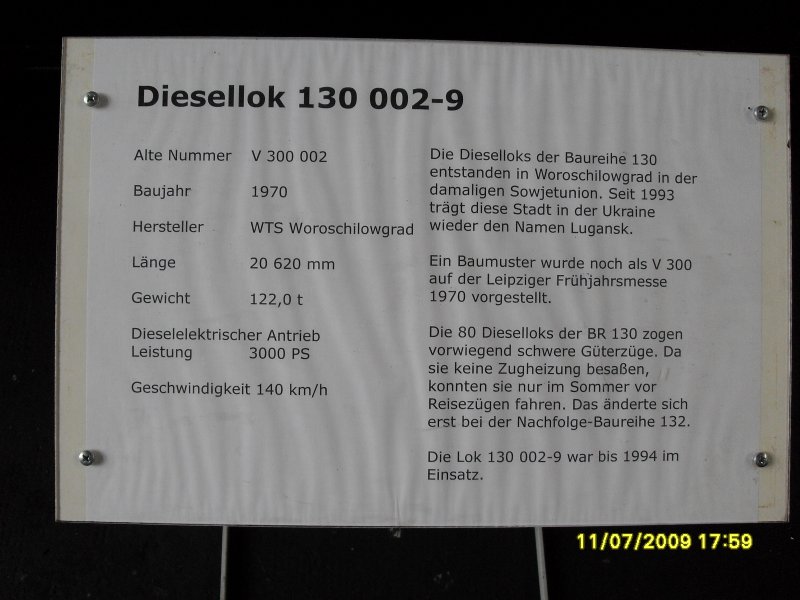 Diesellok 130 002-9
Alte Nummer V 300 002
Baujahr 1970
Hersteller WTS Woroschilowgrad
Länge 20 620 mm
Gewicht 122,0 t
Dieselelektrischer Antrieb
Leistung 3000 PS
Geschwindigkeit 140 km/h
Die Dieselloks der Baureihe 130
entstanden in Woroschilowgrad in der
damaligen Sowjetunion. Seit 1993
trägt diese Stadt in der Ukraine
wieder den Namen Lugansk.
Ein Baumuster wurde noch als V 300
auf der Leipziger Frühjahrsmesse
1970 vorgestellt.
Die 80 Dieselloks der BR 130 zogen
vorwiegend schwere Güterzüge. Da
sie keine Zugheizung besaßen,
konnten sie nur im Sommer vor
Reisezügen fahren. Das änderte sich
erst bei der Nachfolge-Baureihe 132.
Die Lok 130 002-9 war bis 1994 im
Einsatz.
11/07/2009 17:59